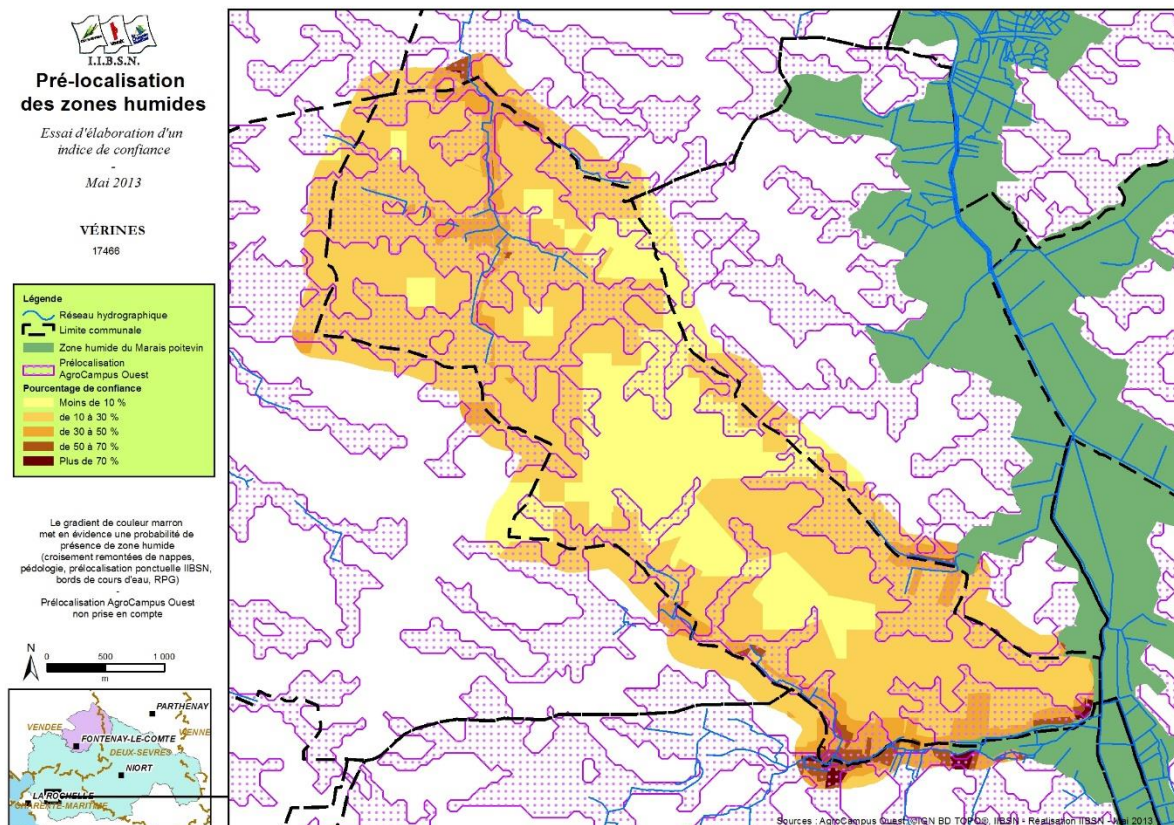 I.I.B.S.N.
Pré-localisation
des zones humides
Essai d'élaboration d'un
indice de confiance
-
Mai 2013
VÉRINES
17466
Légende
Réseau hydrographique
Limite communale
Zone humide du Marais poitevin
Prélocalisation
AgroCampus Ouest
Pourcentage de confiance
Moins de 10 %
de 10 à 30 %
de 30 à 50 %
de 50 à 70 %
Plus de 70 %
Le gradient de couleur marron
met en évidence une probabilité de
présence de zone humide
(croisement remontées de nappes,
pédologie, prélocalisation ponctuelle IIBSN,
bords de cours d'eau, RPG)
-
Prélocalisation AgroCampus Ouest
non prise en compte
N
0 500 1 000
m
PARTHENAY
VENDEE
VIENNE
FONTENAY-LE-COMTE
DEUX-SEVRES
NIORT
LA ROCHELLE
CHARENTE-MARITIME
Sources : AgroCampus Ouest, ©IGN BD TOPO®, IIBSN - Réalisation IIBSN - Mai 2013